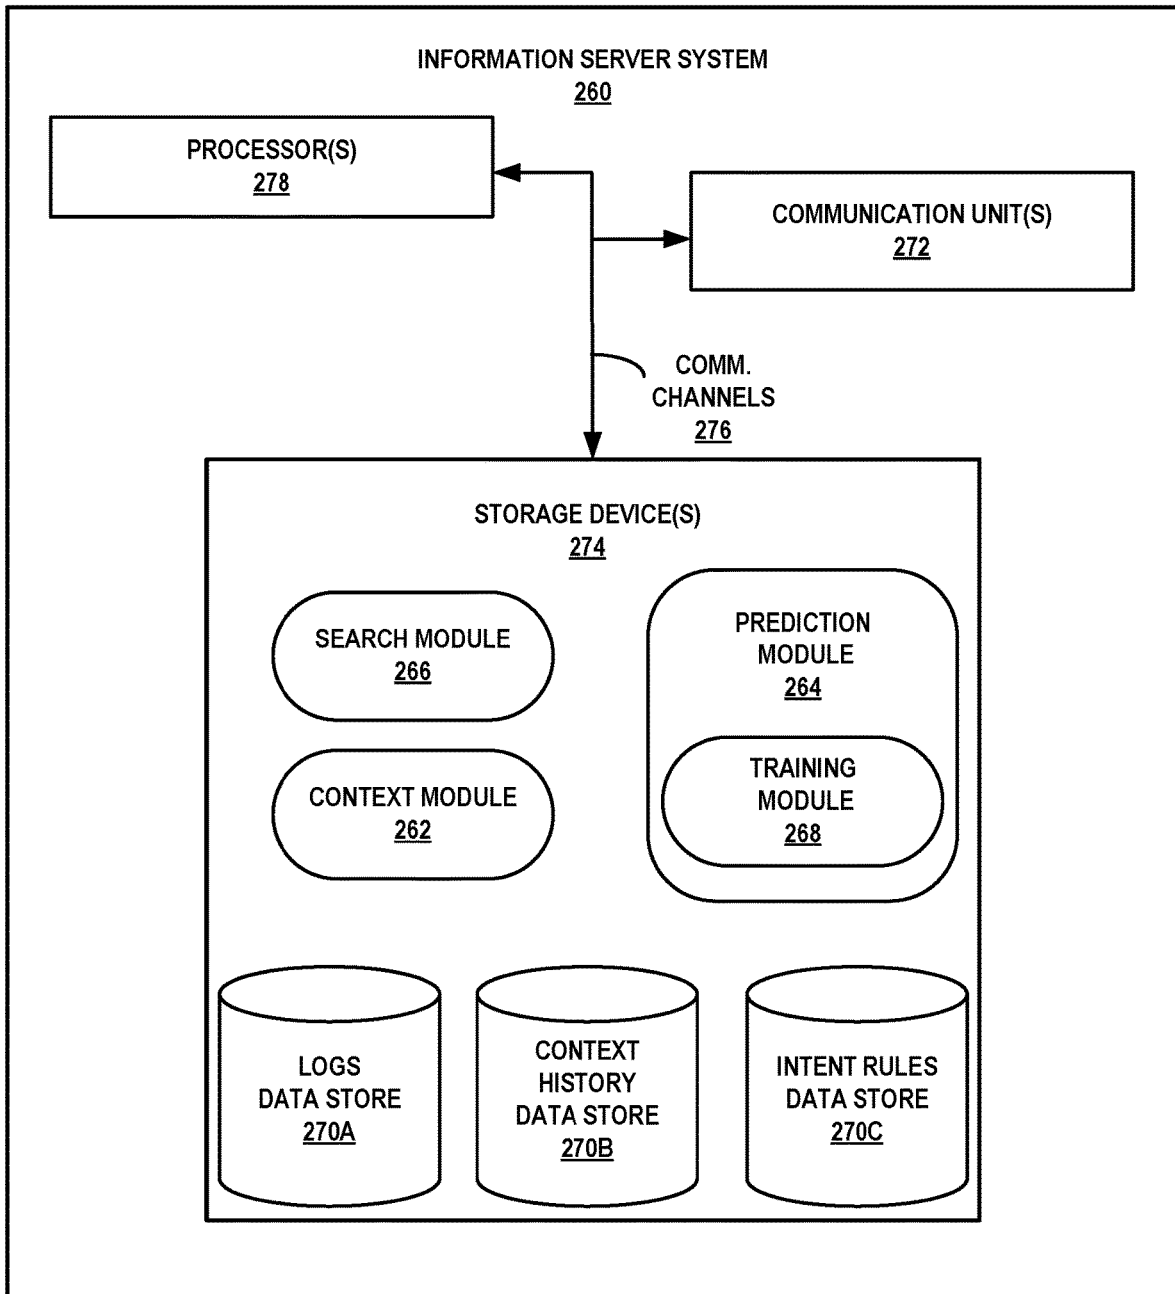 INFORMATION SERVER SYSTEM
260
PROCESSOR(S)
278
COMMUNICATION UNIT(S)
272
COMM.
CHANNELS
276
STORAGE DEVICE(S)
274
SEARCH MODULE
266
PREDICTION
MODULE
264
CONTEXT MODULE
262
TRAINING
MODULE
268
LOGS
DATA STORE
270A
CONTEXT
HISTORY
DATA STORE
270B
INTENT RULES
DATA STORE
270C